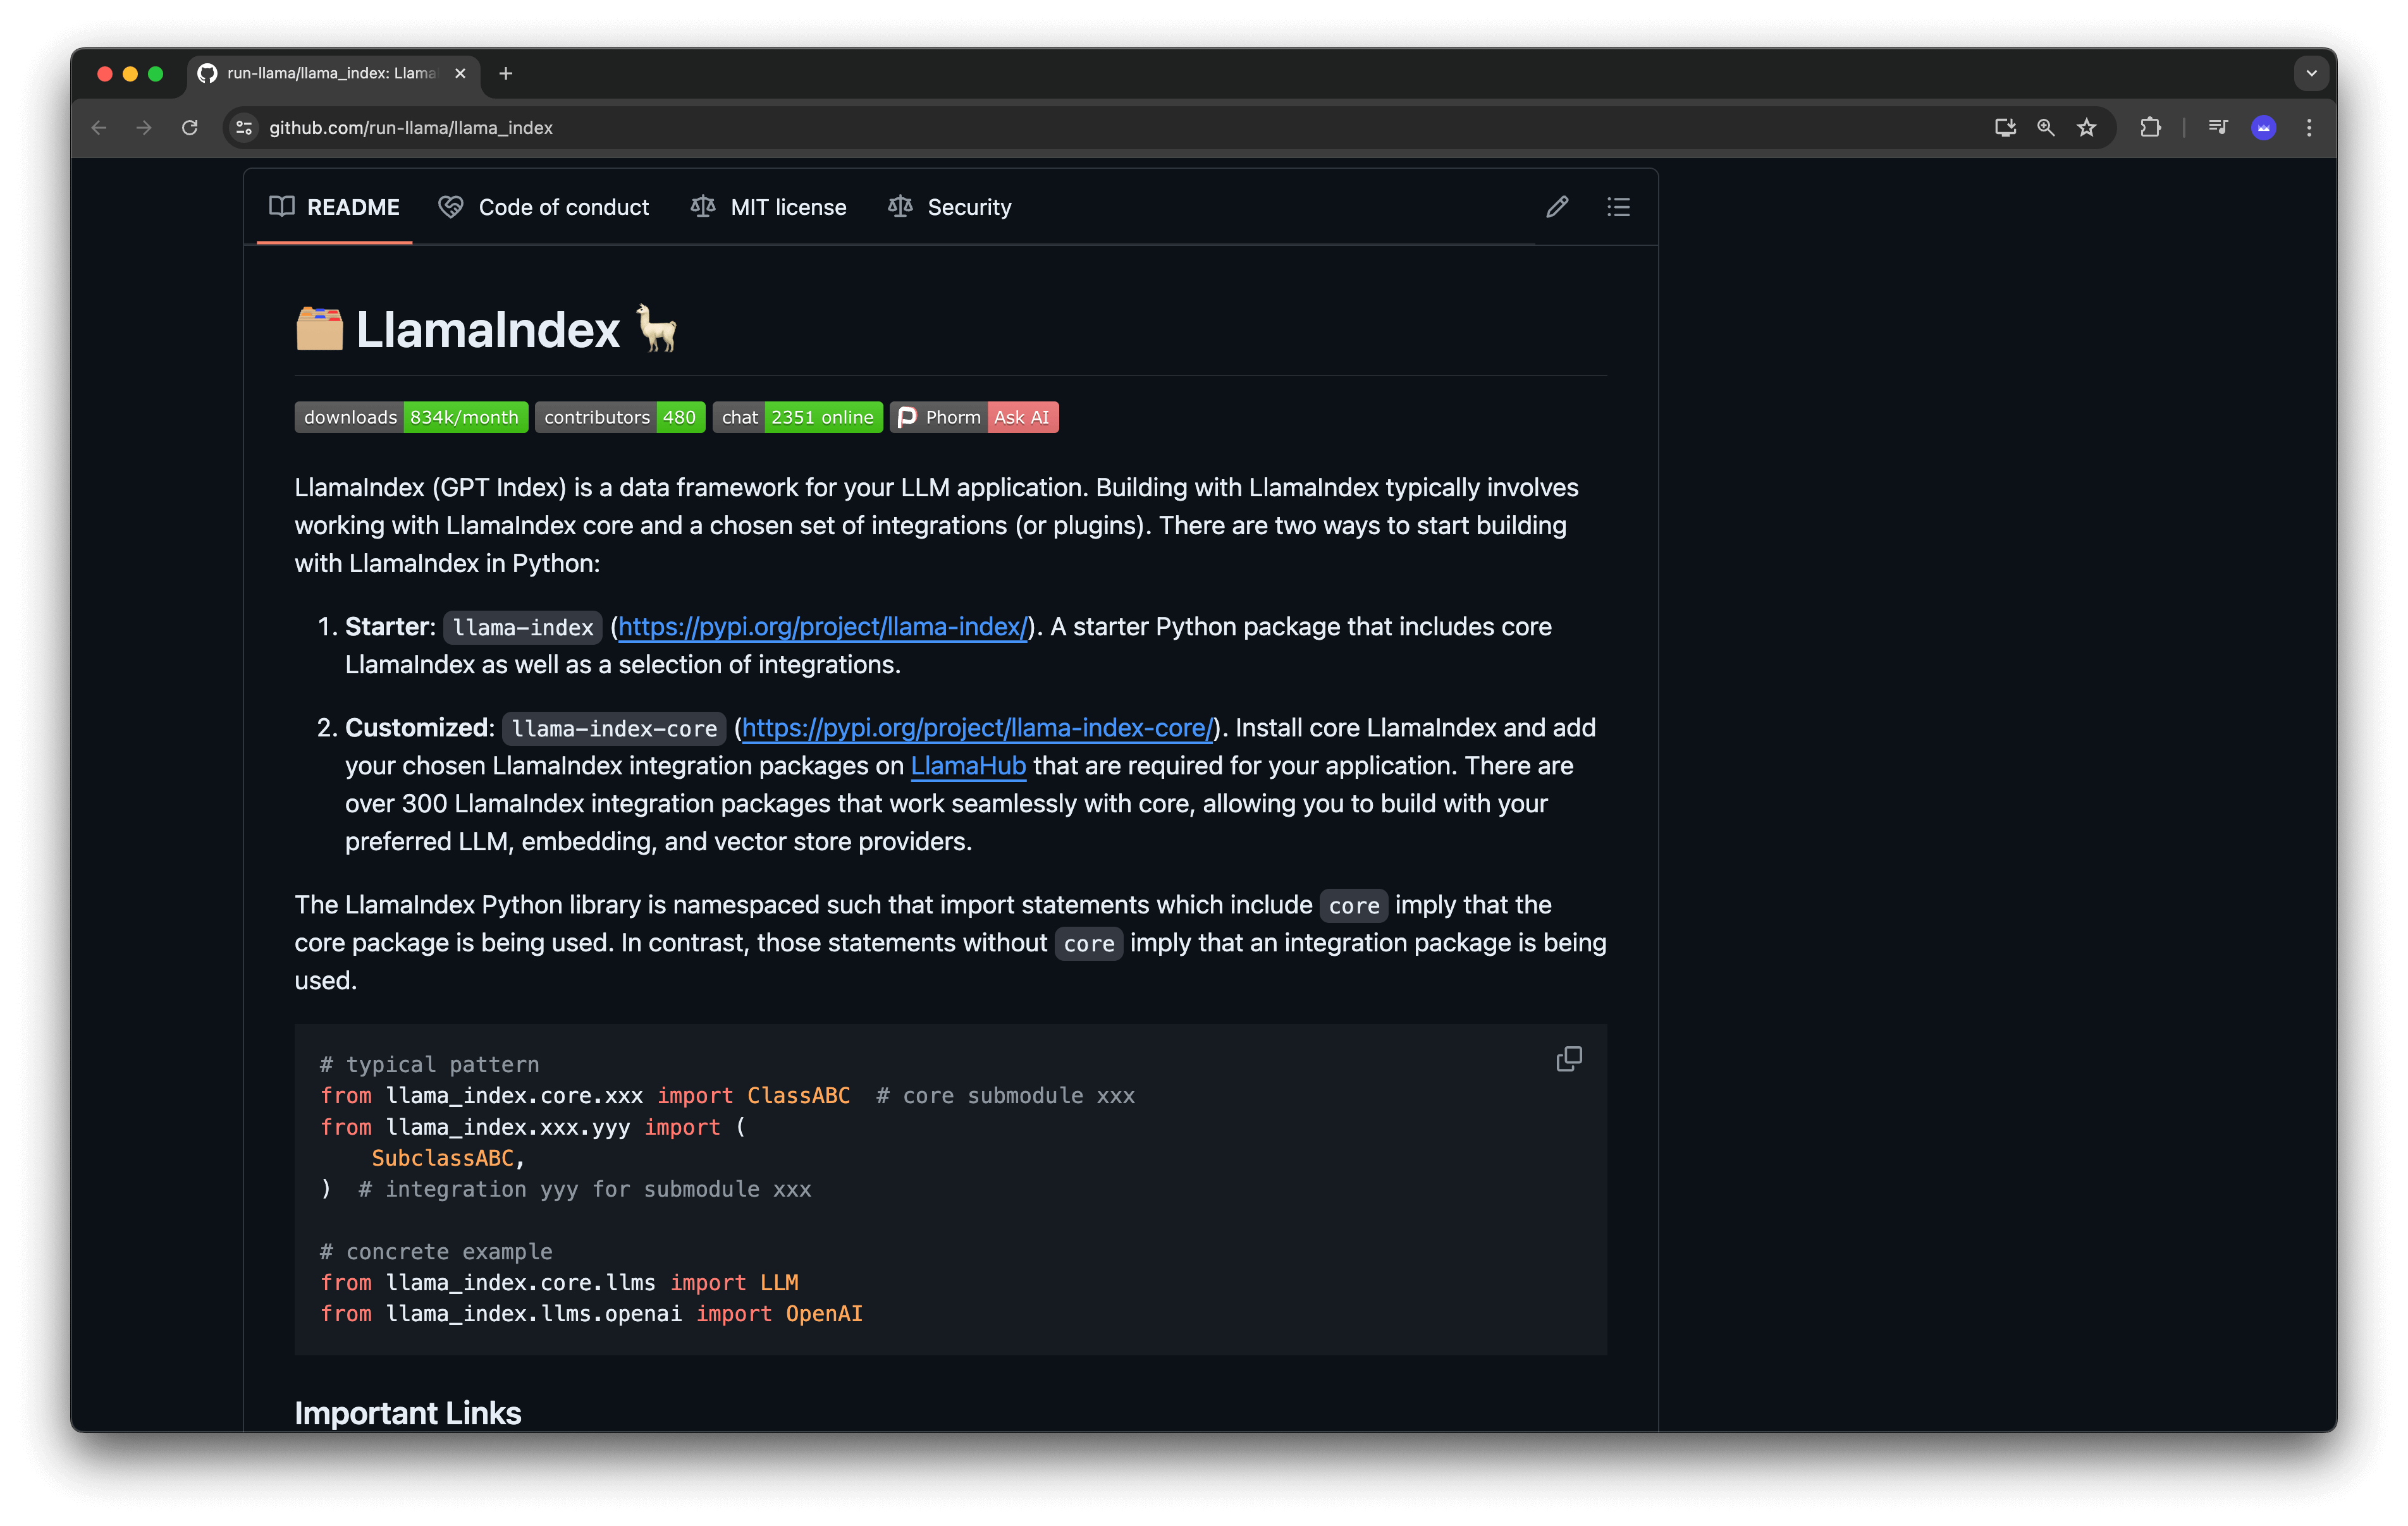 run-llama/llama_index: Llama
github.com/run-llama/llama_index
README Code of conduct MIT license Security
LlamaIndex
downloads 834k/month contributors 480 chat 2351 online Phorm Ask AI
LlamaIndex (GPT Index) is a data framework for your LLM application. Building with LlamaIndex typically involves
working with LlamaIndex core and a chosen set of integrations (or plugins). There are two ways to start building
with LlamaIndex in Python:
1. Starter: llama-index (https://pypi.org/project/llama-index/). A starter Python package that includes core
LlamaIndex as well as a selection of integrations.
2. Customized: llama-index-core (https://pypi.org/project/llama-index-core/). Install core LlamaIndex and add
your chosen LlamaIndex integration packages on LlamaHub that are required for your application. There are
over 300 LlamaIndex integration packages that work seamlessly with core, allowing you to build with your
preferred LLM, embedding, and vector store providers.
The LlamaIndex Python library is namespaced such that import statements which include core imply that the
core package is being used. In contrast, those statements without core imply that an integration package is being
used.
# typical pattern
from llama_index.core.xxx import ClassABC  # core submodule xxx
from llama_index.xxx.yyy import (
    SubclassABC,
)  # integration yyy for submodule xxx
# concrete example
from llama_index.core.llms import LLM
from llama_index.llms.openai import OpenAI
Important Links